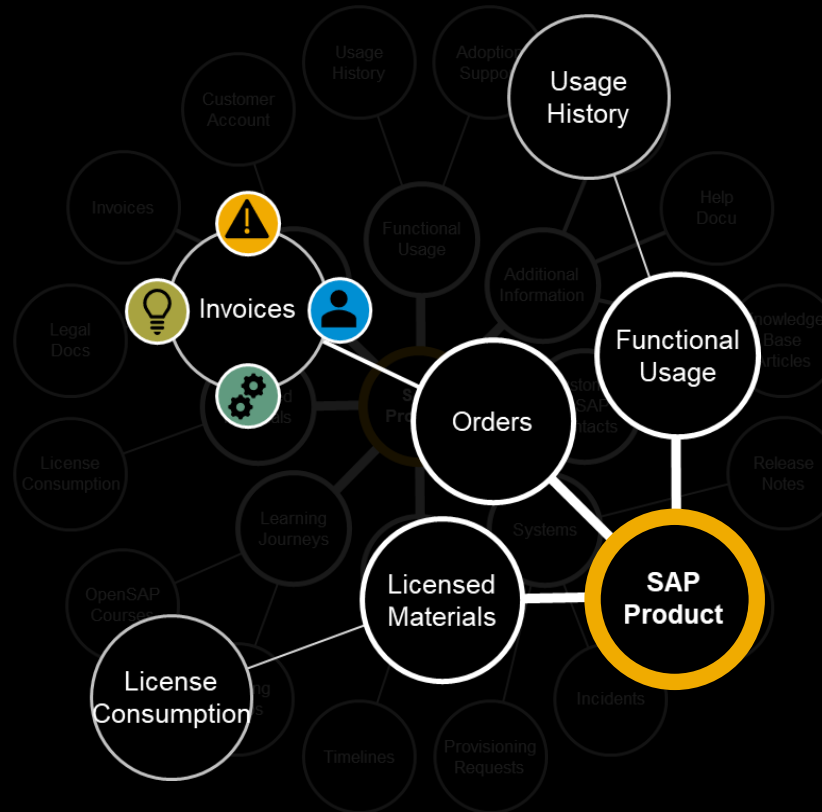 Usage
History
Adoption
Suppo
Usage
History
Customer
Account
Invoices
Help
Docu
Functional
Usage
Additional
Information
Invoices
Legal
Docs
Functional
Usage
nowledge
Base
Articles
Orders
License
Consumption
Release
Notes
Learning
Journeys
Systems
Licensed
Materials
SAP
Product
OpenSAP
Courses
License
Consumption
Incidents
Timelines
Provisioning
Requests